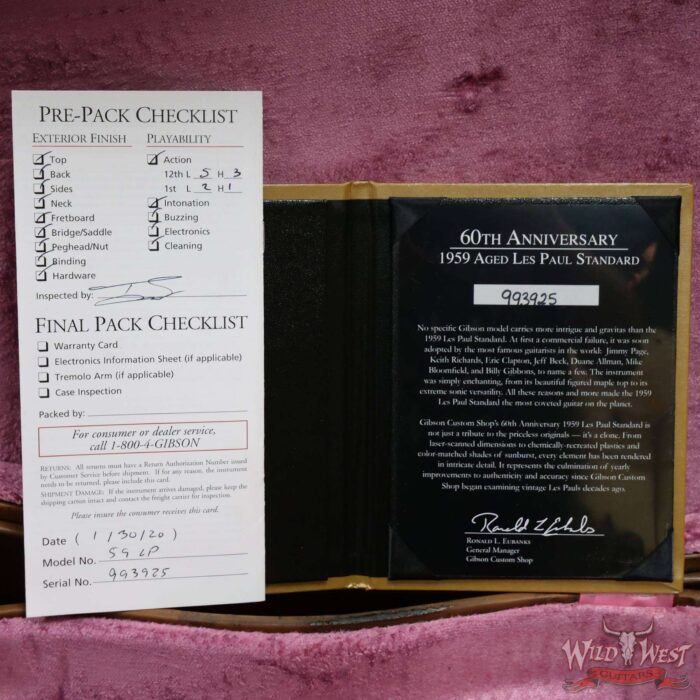 PRE-PACK CHECKLIST
EXTERIOR FINISH
Top
Back
Sides
Neck
Fretboard
Bridge/Saddle
Peghead/Nut
Binding
Hardware
PLAYABILITY
Action
12th L 5 H 3
1st L 2 H 1
Intonation
Buzzing
Electronics
Cleaning
Inspected by:
FINAL PACK CHECKLIST
Warranty Card
Electronics Information Sheet (if applicable)
Tremolo Arm (if applicable)
Case Inspection
Packed by:
For consumer or dealer service,
call 1-800-4-GIBSON
RETURNS: All returns must have a Return Authorization Number issued
by Customer Service before shipment. If for any reason, the instrument
needs to be returned, please include this card.
SHIPMENT DAMAGE: If the instrument arrives damaged, please keep the
shipping carton intact and contact the freight carrier for inspection.
Please insure the consumer receives this card.
Date (1/30/20)
Model No. 59 LP
Serial No. 993925
60TH ANNIVERSARY
1959 AGED LES PAUL STANDARD
993925
No specific Gibson model carries more intrigue and gravitas than the
1959 Les Paul Standard. At first a commercial failure, it was soon
adopted by the most famous guitarists in the world: Jimmy Page,
Keith Richards, Eric Clapton, Jeff Beck, Duane Allman, Mike
Bloomfield, and Billy Gibbons, to name a few. The instrument
was simply enchanting, from its beautiful figured maple top to its
extreme sonic versatility. All these reasons and more made the 1959
Les Paul Standard the most coveted guitar on the planet.
Gibson Custom Shop's 60th Anniversary 1959 Les Paul Standard is
not just a tribute to the priceless originals — it's a clone. From
laser-scanned dimensions to chemically-recreated plastics and
color-matched shades of sunburst, every element has been rendered
in intricate detail. It represents the culmination of yearly
improvements to authenticity and accuracy since Gibson Custom
Shop began examining vintage Les Pauls decades ago.
Ronald L Eubanks
RONALD L. EUBANKS
General Manager
Gibson Custom Shop
WILD WEST
GUITARS